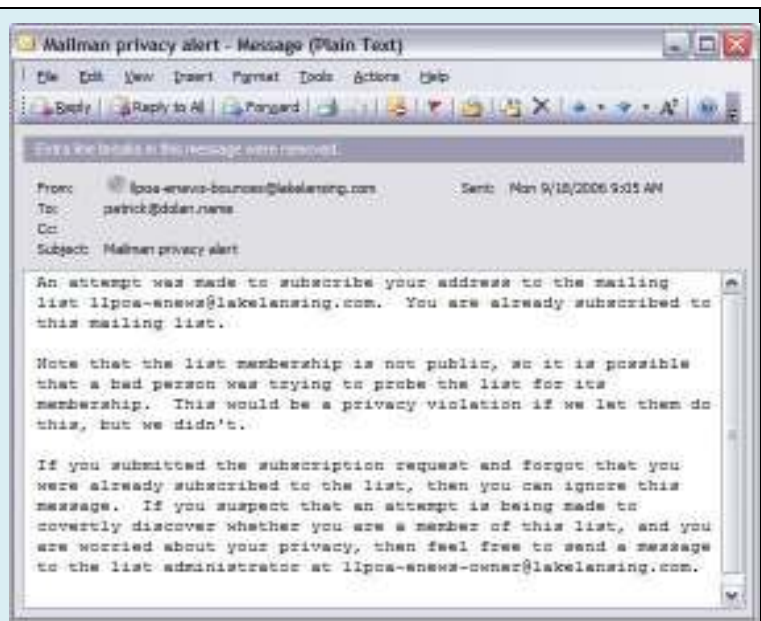 Mailman privacy alert - Message (Plain Text)
File Edit View Insert Format Tools Actions Help
Reply Reply to All Forward
Extra line breaks in this message were removed.
From: llpoa-enews-bounces@lakelansing.com Sent: Mon 9/18/2006 9:05 AM
To: patrick@dolan.name
Cc:
Subject: Mailman privacy alert
An attempt was made to subscribe your address to the mailing
list llpoa-enews@lakelansing.com. You are already subscribed to
this mailing list.
Note that the list membership is not public, so it is possible
that a bad person was trying to probe the list for its
membership. This would be a privacy violation if we let them do
this, but we didn't.
If you submitted the subscription request and forgot that you
were already subscribed to the list, then you can ignore this
message. If you suspect that an attempt is being made to
covertly discover whether you are a member of this list, and you
are worried about your privacy, then feel free to send a message
to the list administrator at llpoa-enews-owner@lakelansing.com.